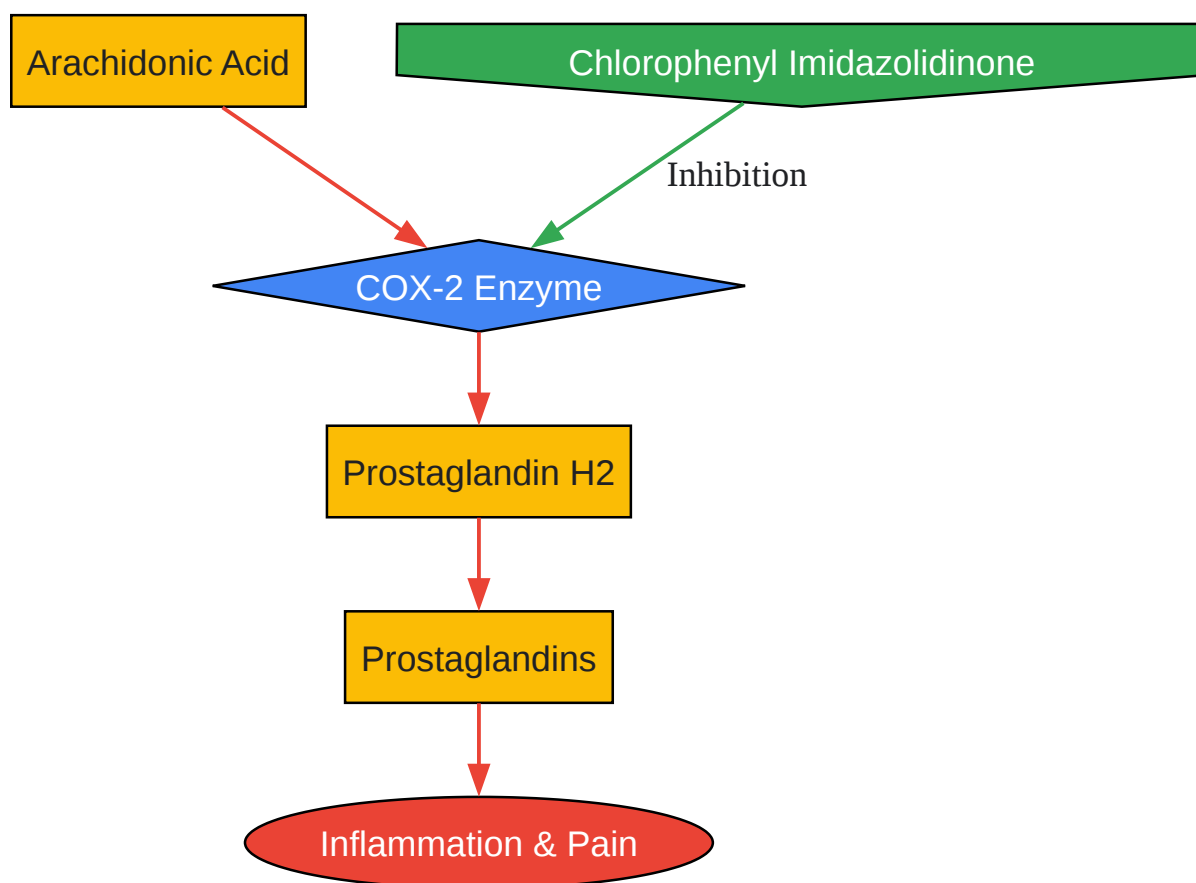 Arachidonic Acid
Chlorophenyl Imidazolidinone
Inhibition
COX-2 Enzyme
Prostaglandin H2
Prostaglandins
Inflammation & Pain